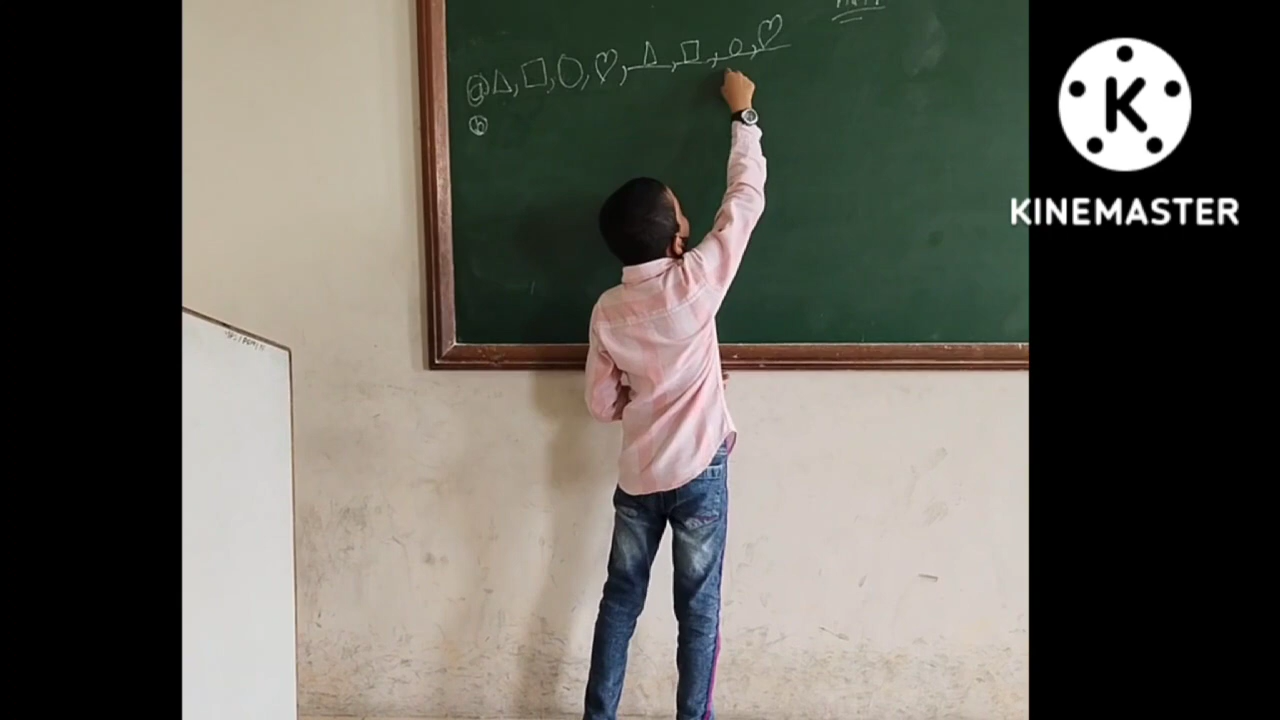 ⓐ △, □, ○, ♡, △, □, ○, ♡
ⓑ
K
KINEMASTER